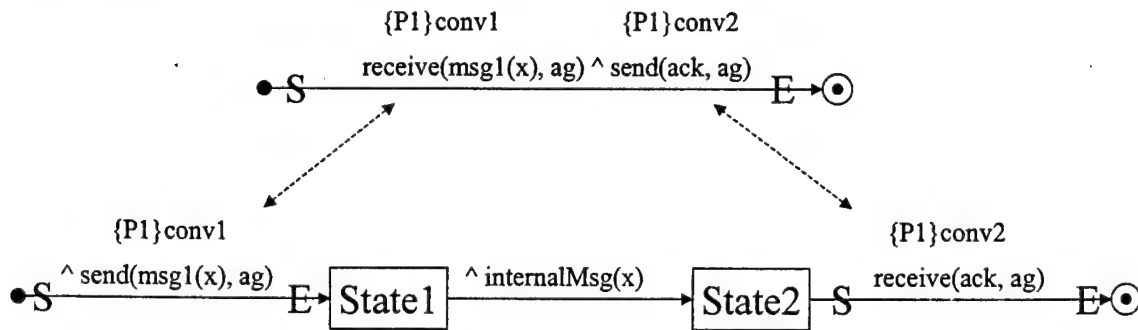 {P1}conv1 {P1}conv2
receive(msg1(x), ag) ^ send(ack, ag)
S E
{P1}conv1 {P1}conv2
^ send(msg1(x), ag) ^ internalMsg(x) receive(ack, ag)
S E State1 State2 S E